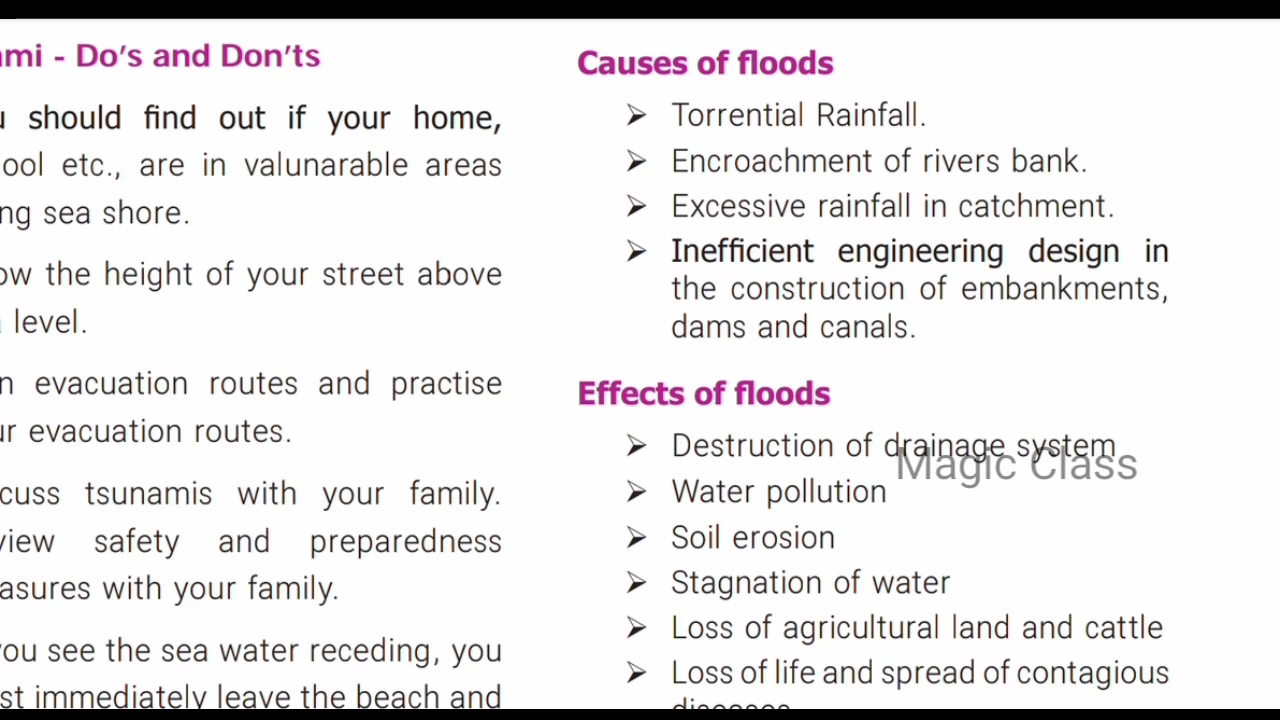 ami - Do's and Don'ts
u should find out if your home,
ool etc., are in valunarable areas
ng sea shore.
ow the height of your street above
level.
n evacuation routes and practise
ur evacuation routes.
cuss tsunamis with your family.
view safety and preparedness
asures with your family.
you see the sea water receding, you
st immediately leave the beach and
Causes of floods
➢ Torrential Rainfall.
➢ Encroachment of rivers bank.
➢ Excessive rainfall in catchment.
➢ Inefficient engineering design in
the construction of embankments,
dams and canals.
Effects of floods
➢ Destruction of drainage system
Magic Class
➢ Water pollution
➢ Soil erosion
➢ Stagnation of water
➢ Loss of agricultural land and cattle
➢ Loss of life and spread of contagious